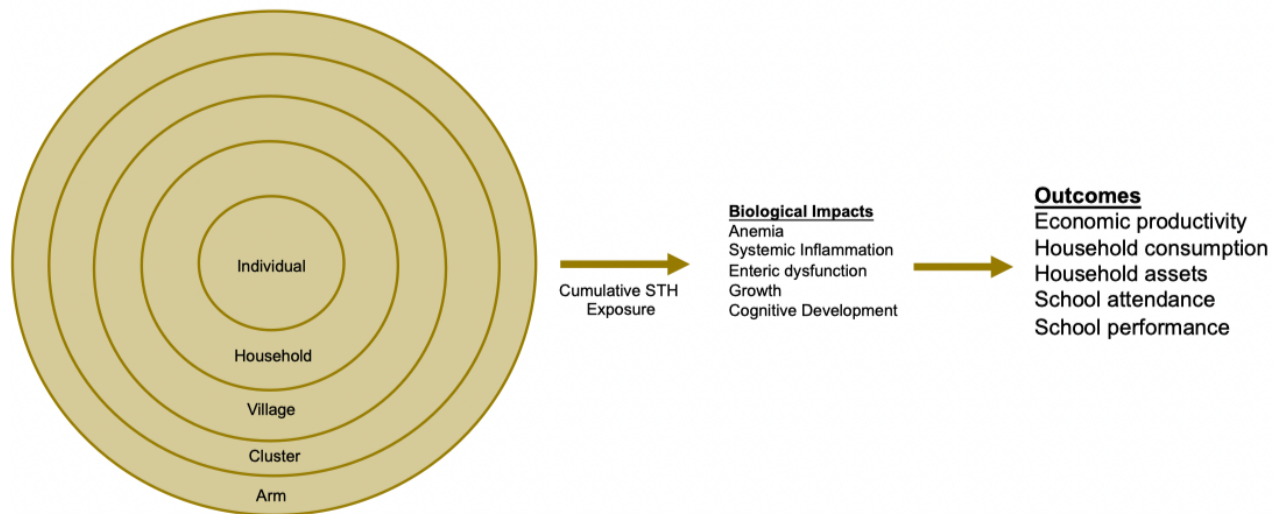 Individual
Household
Village
Cluster
Arm
Cumulative STH
Exposure
Biological Impacts
Anemia
Systemic Inflammation
Enteric dysfunction
Growth
Cognitive Development
Outcomes
Economic productivity
Household consumption
Household assets
School attendance
School performance